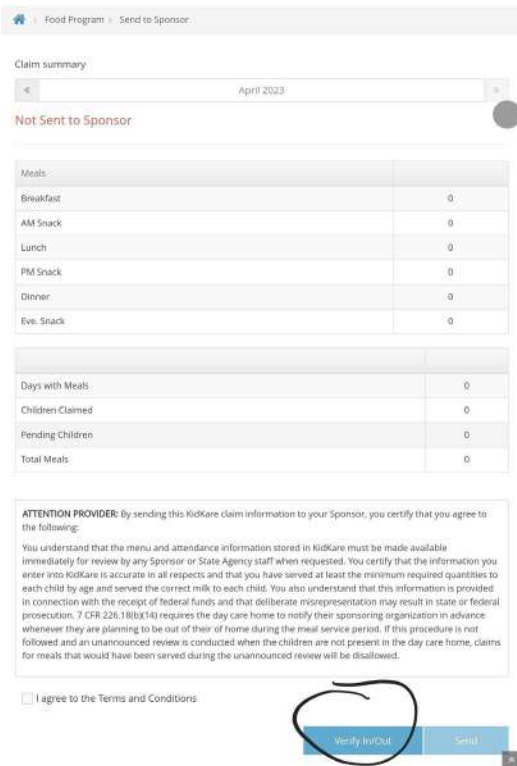 Food Program > Send to Sponsor
Claim summary
« April 2023 »
Not Sent to Sponsor
Meals
Breakfast 0
AM Snack 0
Lunch 0
PM Snack 0
Dinner 0
Eve. Snack 0
Days with Meals 0
Children Claimed 0
Pending Children 0
Total Meals 0
ATTENTION PROVIDER: By sending this KidKare claim information to your Sponsor, you certify that you agree to
the following:
You understand that the menu and attendance information stored in KidKare must be made available
immediately for review by any Sponsor or State Agency staff when requested. You certify that the information you
enter into KidKare is accurate in all respects and that you have served at least the minimum required quantities to
each child by age and served the correct milk to each child. You also understand that this information is provided
in connection with the receipt of federal funds and that deliberate misrepresentation may result in state or federal
prosecution. 7 CFR 226.18(b)(14) requires the day care home to notify their sponsoring organization in advance
whenever they are planning to be out of their of home during the meal service period. If this procedure is not
followed and an unannounced review is conducted when the children are not present in the day care home, claims
for meals that would have been served during the unannounced review will be disallowed.
I agree to the Terms and Conditions
Verify In/Out Send